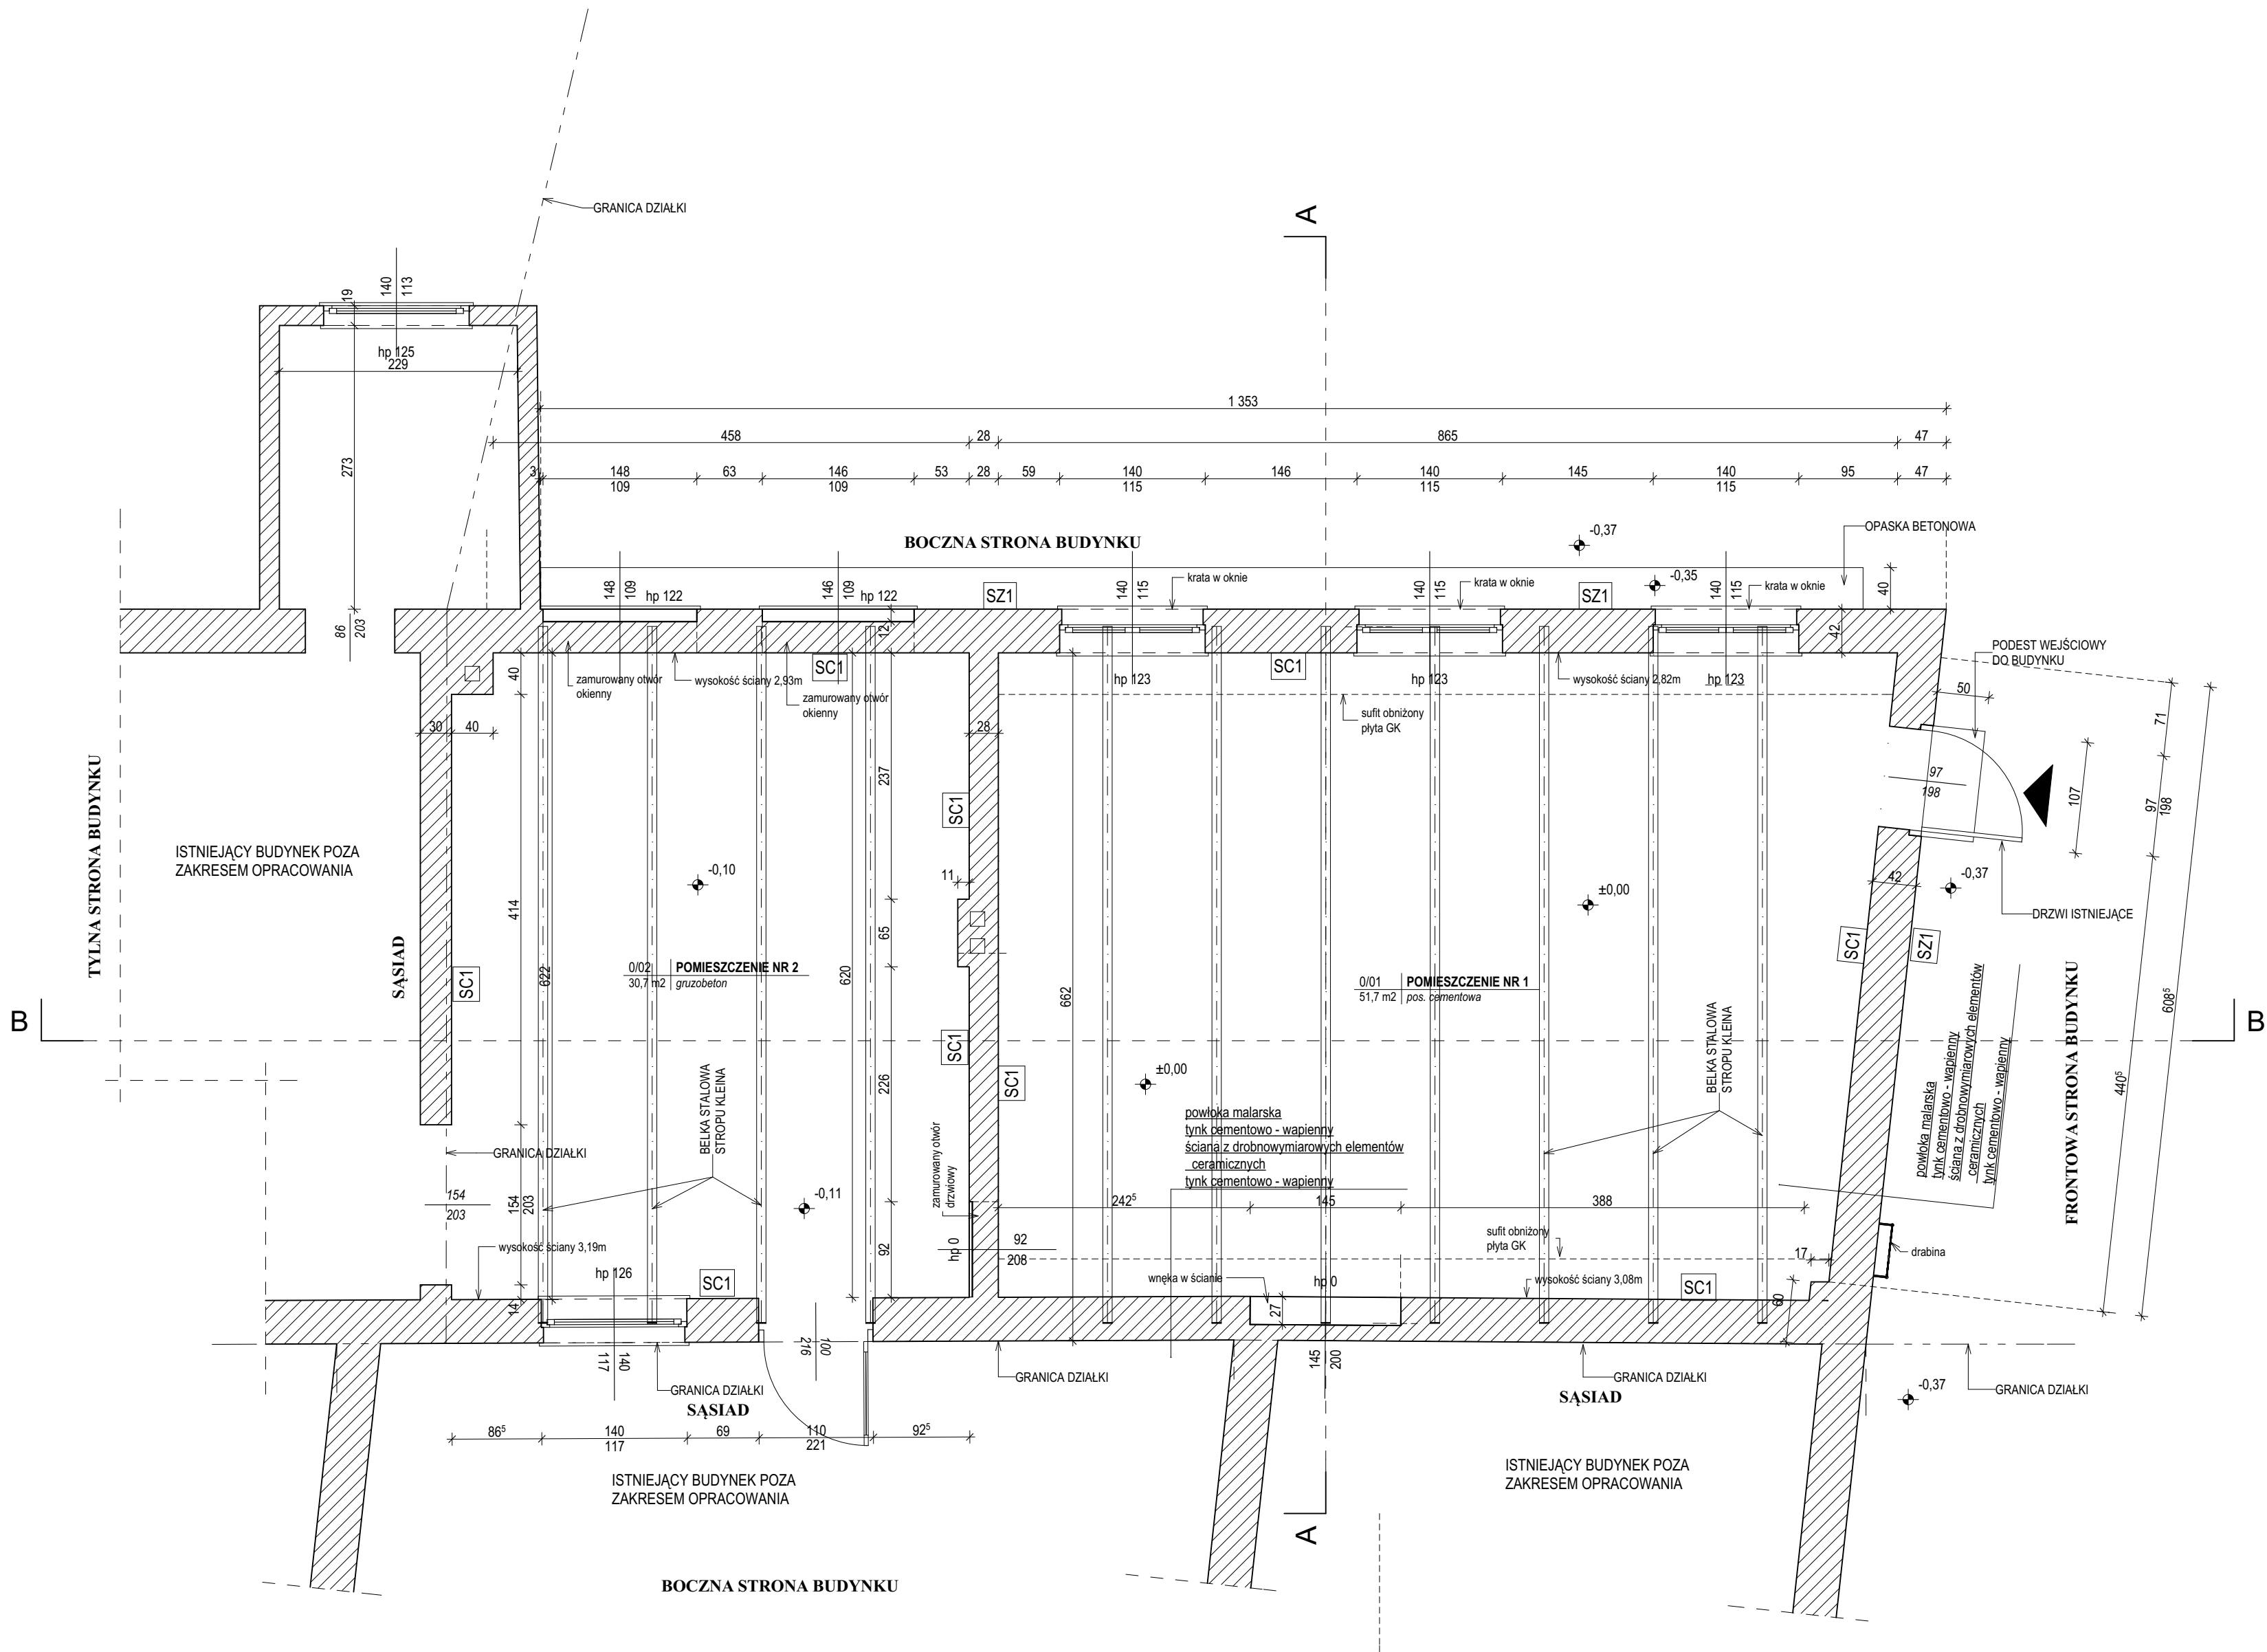 GRANICA DZIAŁKI
A
140
113
19
hp 125
229
273
1 353
458
28
865
47
3
148
109
63
146
109
53
28
59
140
115
146
140
115
145
140
115
95
47
BOCZNA STRONA BUDYNKU
-0,37
OPASKA BETONOWA
148
109
hp 122
146
109
hp 122
SZ1
140
115
krata w oknie
140
115
krata w oknie
SZ1
-0,35
140
115
krata w oknie
40
86
203
12
42
40
zamurowany otwór
okienny
wysokość ściany 2,93m
SC1
zamurowany otwór
okienny
hp 123
SC1
hp 123
wysokość ściany 2,82m
hp 123
PODEST WEJŚCIOWY
DO BUDYNKU
50
30
40
28
sufit obniżony
płyta GK
71
97
198
107
97
198
237
SC1
TYLNA STRONA BUDYNKU
ISTNIEJĄCY BUDYNEK POZA
ZAKRESEM OPRACOWANIA
-0,10
11
±0,00
42
-0,37
DRZWI ISTNIEJĄCE
414
65
SĄSIAD
SC1
622
0/02
POMIESZCZENIE NR 2
30,7 m2
gruzobeton
620
662
0/01
POMIESZCZENIE NR 1
51,7 m2
pos. cementowa
SC1
SZ1
608⁵
B
B
SC1
SC1
226
±0,00
BELKA STALOWA
STROPU KLEINA
BELKA STALOWA
STROPU KLEINA
powłoka malarska
tynk cementowo - wapienny
ściana z drobnowymiarowych elementów
ceramicznych
tynk cementowo - wapienny
powłoka malarska
tynk cementowo - wapienny
ściana z drobnowymiarowych elementów
ceramicznych
tynk cementowo - wapienny
FRONTOWA STRONA BUDYNKU
440⁵
GRANICA DZIAŁKI
154
203
154
203
-0,11
zamurowany otwór
drzwiowy
242⁵
145
388
wysokość ściany 3,19m
92
hp 0
92
208
sufit obniżony
płyta GK
17
drabina
hp 126
SC1
14
wnęka w ścianie
hp 0
wysokość ściany 3,08m
SC1
27
60
117
140
216
100
145
200
GRANICA DZIAŁKI
GRANICA DZIAŁKI
GRANICA DZIAŁKI
-0,37
GRANICA DZIAŁKI
SĄSIAD
SĄSIAD
86⁵
140
117
69
110
221
92⁵
ISTNIEJĄCY BUDYNEK POZA
ZAKRESEM OPRACOWANIA
ISTNIEJĄCY BUDYNEK POZA
ZAKRESEM OPRACOWANIA
A
BOCZNA STRONA BUDYNKU